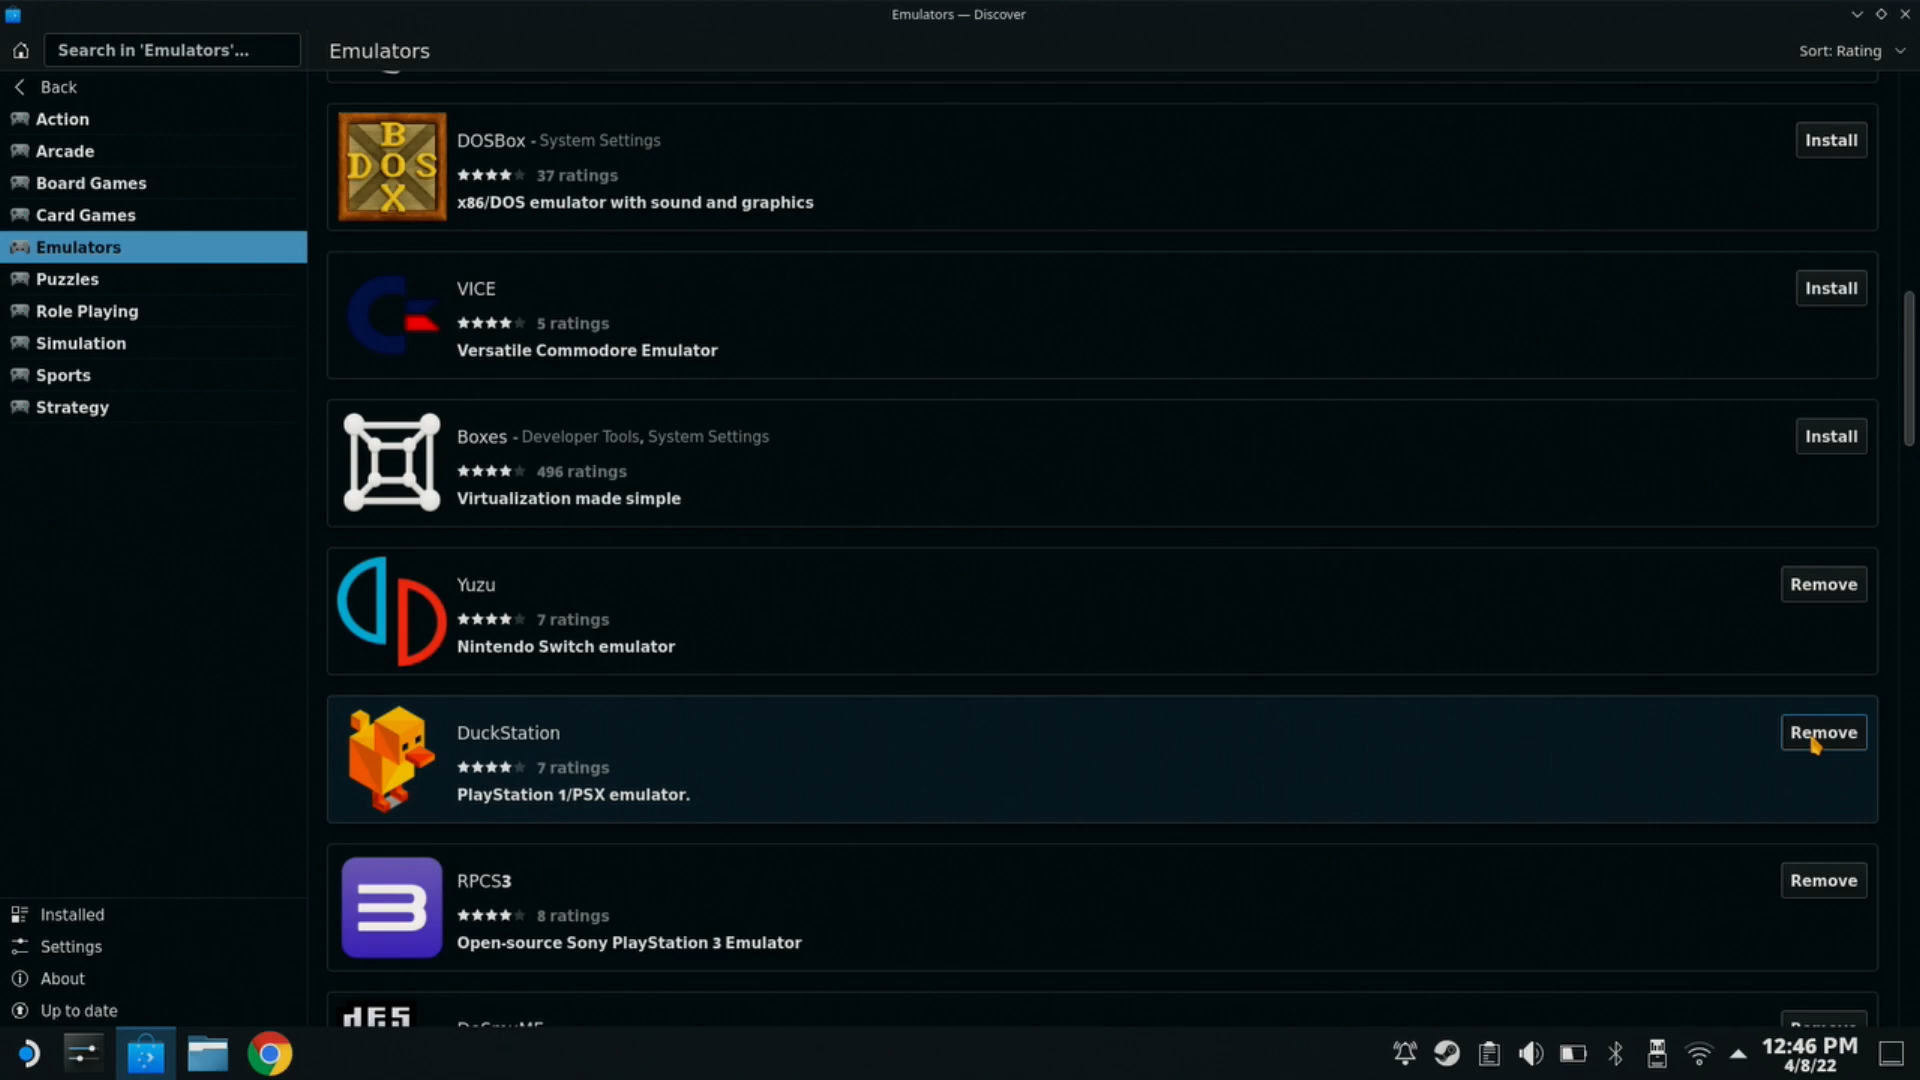 Emulators — Discover
Search in 'Emulators'...
Emulators
Sort: Rating
Back
Action
Arcade
Board Games
Card Games
Emulators
Puzzles
Role Playing
Simulation
Sports
Strategy
Installed
Settings
About
Up to date
BOX
DOS
DOSBox - System Settings
37 ratings
x86/DOS emulator with sound and graphics
Install
VICE
5 ratings
Versatile Commodore Emulator
Install
Boxes - Developer Tools, System Settings
496 ratings
Virtualization made simple
Install
Yuzu
7 ratings
Nintendo Switch emulator
Remove
DuckStation
7 ratings
PlayStation 1/PSX emulator.
Remove
RPCS3
8 ratings
Open-source Sony PlayStation 3 Emulator
Remove
DeSmuME
Remove
12:46 PM
4/8/22